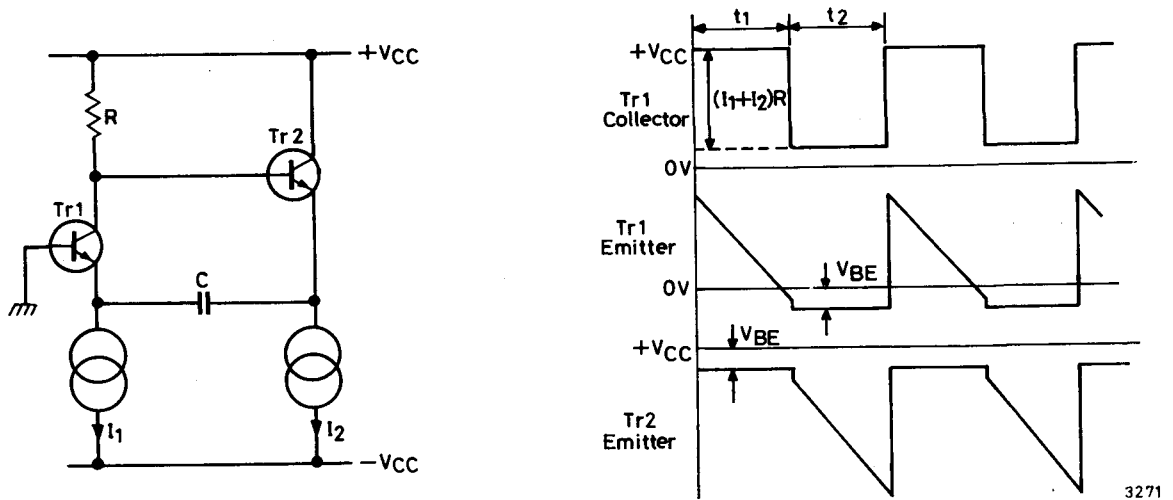 +VCC
R
Tr2
Tr1
C
I1
I2
-VCC
t1
t2
+VCC
(I1+I2)R
Tr1
Collector
0V
Tr1
Emitter
VBE
0V
+VCC
VBE
Tr2
Emitter
3271